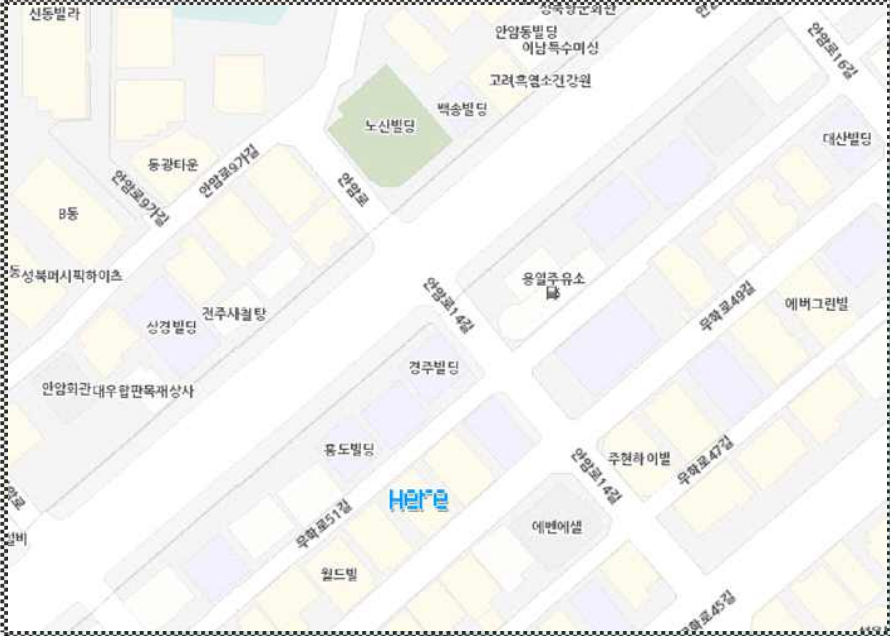 신동빌라
안암동빌딩
이남특수미싱
고려흑염소건강원
안암로16길
백송빌딩
노신빌딩
대산빌딩
동광타운
안암로9가길
안암로9가길
안암로
B동
성북퍼시픽하이츠
용일주유소
안암로14길
전주새철탕
상경빌딩
무학로49길
에버그린빌
경주빌딩
안암회관
대우합판목재상사
홍도빌딩
주현하이빌
무학로47길
안암로14길
Here
무학로51길
에벤에셀
월드빌
무학로45길